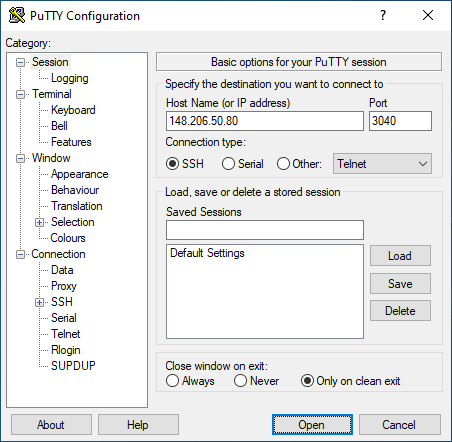 PuTTY Configuration
?
Category:
Session
Logging
Terminal
Keyboard
Bell
Features
Window
Appearance
Behaviour
Translation
Selection
Colours
Connection
Data
Proxy
SSH
Serial
Telnet
Rlogin
SUPDUP
Basic options for your PuTTY session
Specify the destination you want to connect to
Host Name (or IP address) Port
148.206.50.80 3040
Connection type:
SSH Serial Other: Telnet
Load, save or delete a stored session
Saved Sessions
Default Settings
Load
Save
Delete
Close window on exit:
Always Never Only on clean exit
About Help Open Cancel